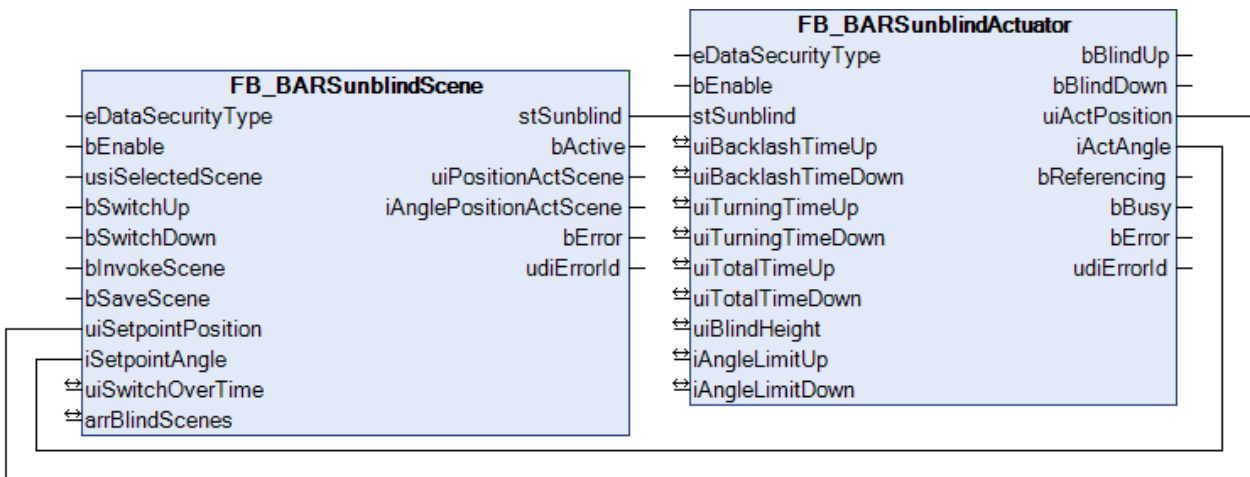 FB_BARSunblindScene
eDataSecurityType stSunblind
bEnable bActive
usiSelectedScene uiPositionActScene
bSwitchUp iAnglePositionActScene
bSwitchDown bError
bInvokeScene udiErrorId
bSaveScene
uiSetpointPosition
iSetpointAngle
uiSwitchOverTime
arrBlindScenes
FB_BARSunblindActuator
eDataSecurityType bBlindUp
bEnable bBlindDown
stSunblind uiActPosition
uiBacklashTimeUp iActAngle
uiBacklashTimeDown bReferencing
uiTurningTimeUp bBusy
uiTurningTimeDown bError
uiTotalTimeUp udiErrorId
uiTotalTimeDown
uiBlindHeight
iAngleLimitUp
iAngleLimitDown